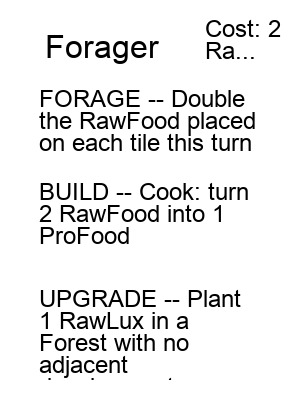 Forager
Cost: 2
Ra...
FORAGE -- Double
the RawFood placed
on each tile this turn
BUILD -- Cook: turn
2 RawFood into 1
ProFood
UPGRADE -- Plant
1 RawLux in a
Forest with no
adjacent